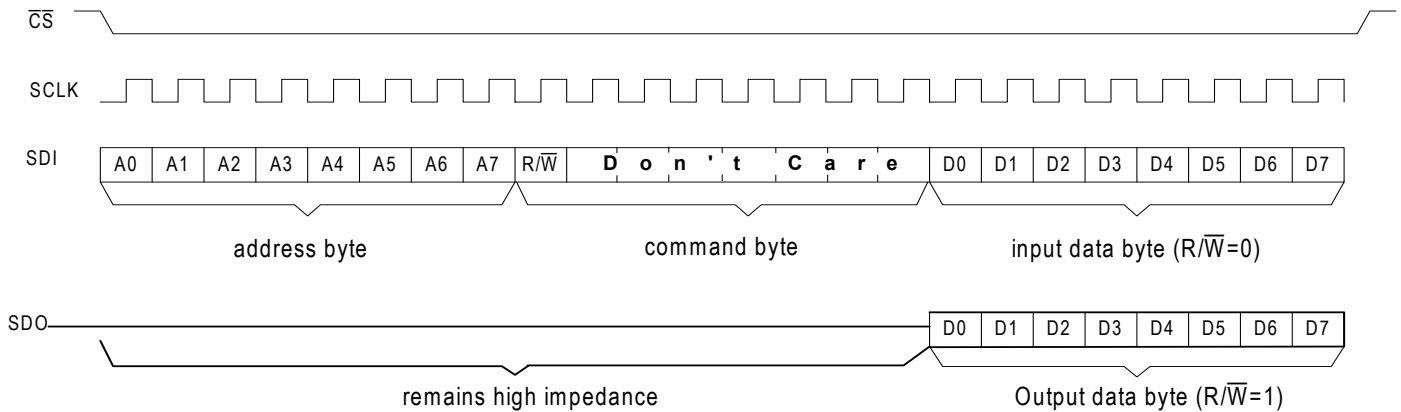 C̅S̅
SCLK
SDI A0 A1 A2 A3 A4 A5 A6 A7 R/W̅ Don't Care D0 D1 D2 D3 D4 D5 D6 D7
address byte command byte input data byte (R/W̅=0)
SDO D0 D1 D2 D3 D4 D5 D6 D7
remains high impedance Output data byte (R/W̅=1)